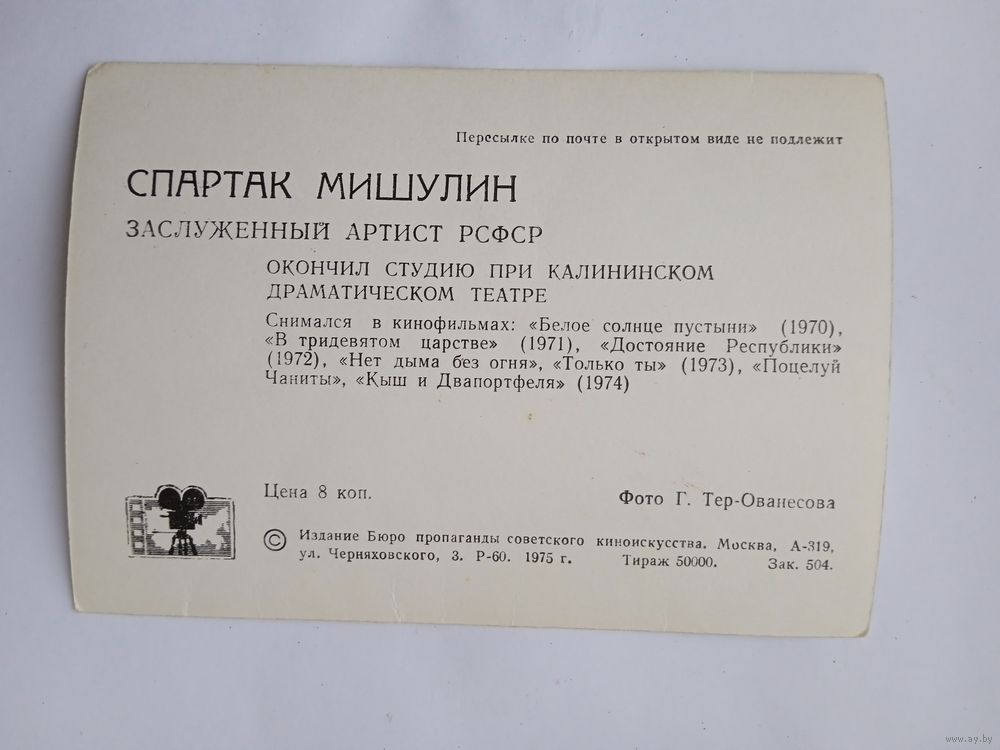 Пересылке по почте в открытом виде не подлежит
СПАРТАК МИШУЛИН
ЗАСЛУЖЕННЫЙ АРТИСТ РСФСР
ОКОНЧИЛ СТУДИЮ ПРИ КАЛИНИНСКОМ
ДРАМАТИЧЕСКОМ ТЕАТРЕ
Снимался в кинофильмах: «Белое солнце пустыни» (1970),
«В тридевятом царстве» (1971), «Достояние Республики»
(1972), «Нет дыма без огня», «Только ты» (1973), «Поцелуй
Чаниты», «Кыш и Двапортфеля» (1974)
Цена 8 коп.
Фото Г. Тер-Ованесова
© Издание Бюро пропаганды советского киноискусства. Москва, А-319,
ул. Черняховского, 3. Р-60. 1975 г. Тираж 50000. Зак. 504.
www.ay.by